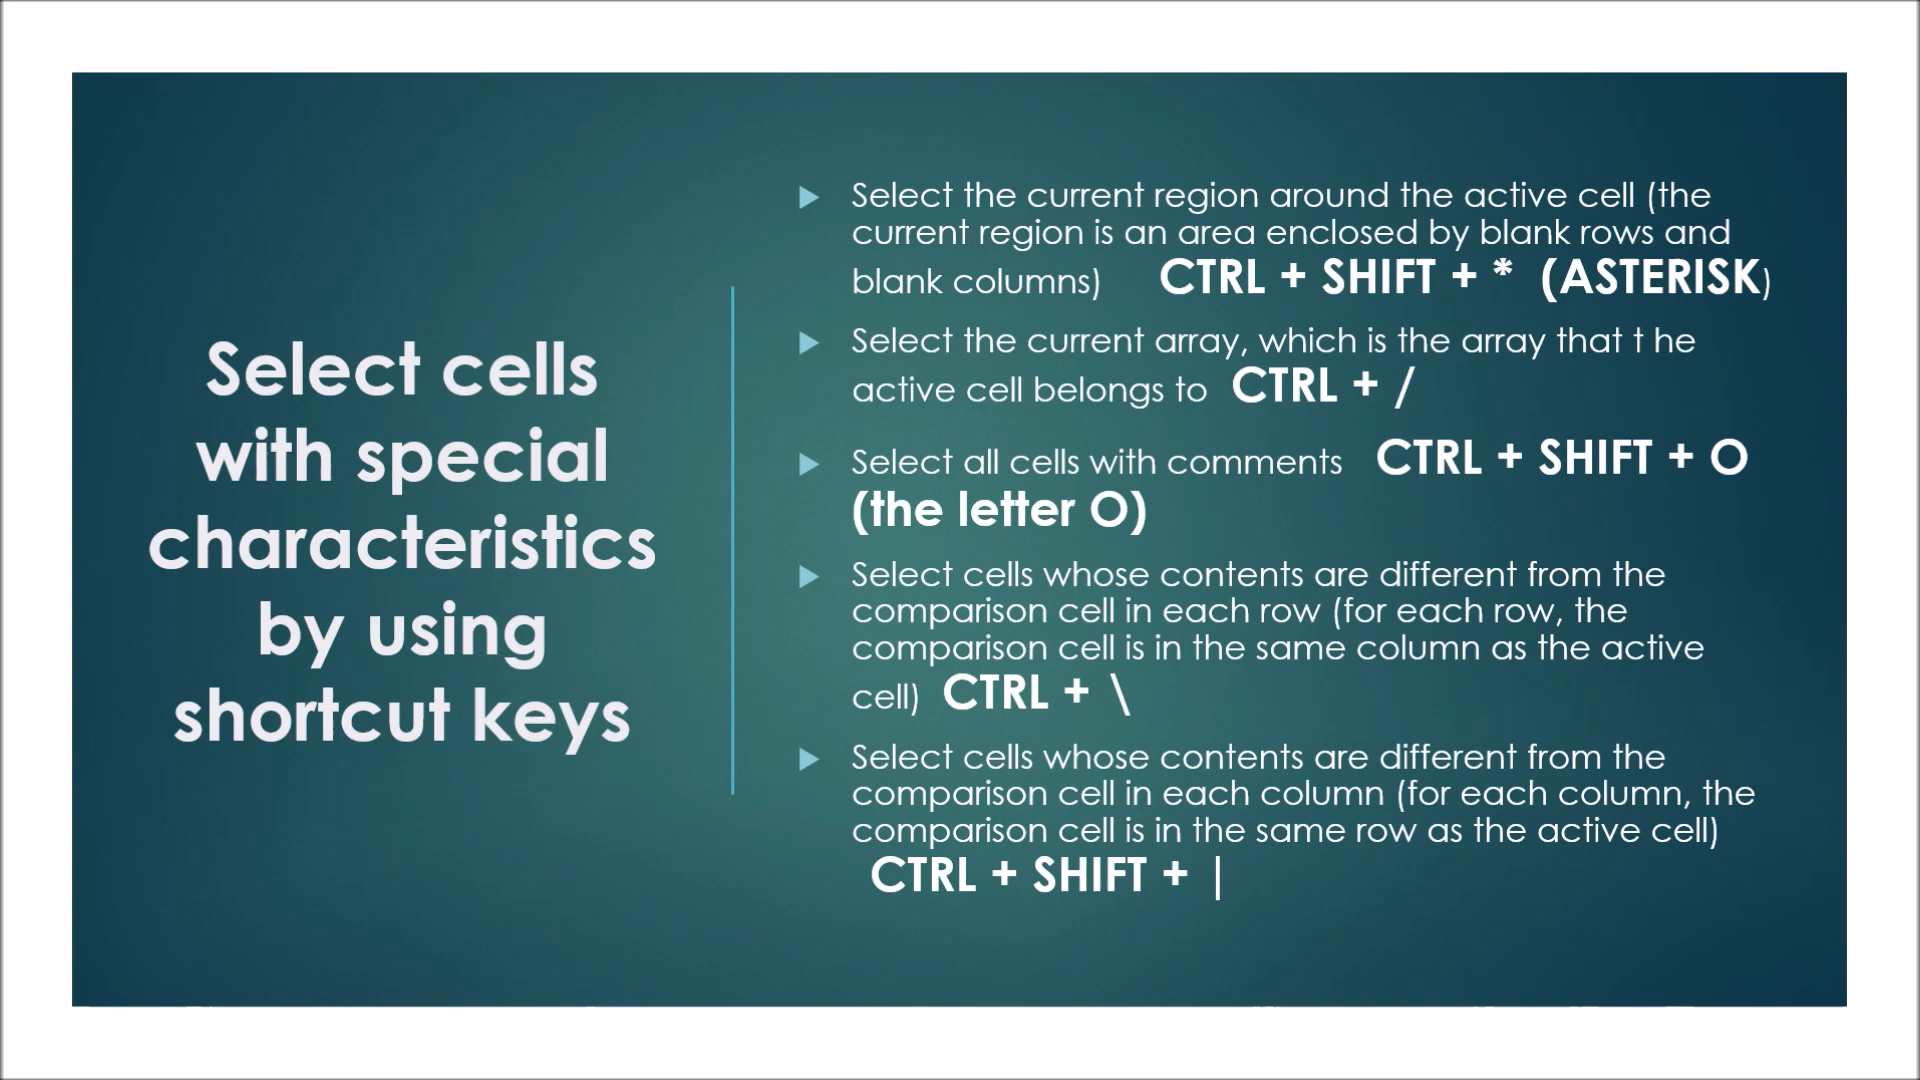 Select cells
with special
characteristics
by using
shortcut keys
Select the current region around the active cell (the
current region is an area enclosed by blank rows and
blank columns) CTRL + SHIFT + * (ASTERISK)
Select the current array, which is the array that t he
active cell belongs to CTRL + /
Select all cells with comments CTRL + SHIFT + O
(the letter O)
Select cells whose contents are different from the
comparison cell in each row (for each row, the
comparison cell is in the same column as the active
cell) CTRL + \
Select cells whose contents are different from the
comparison cell in each column (for each column, the
comparison cell is in the same row as the active cell)
CTRL + SHIFT + |